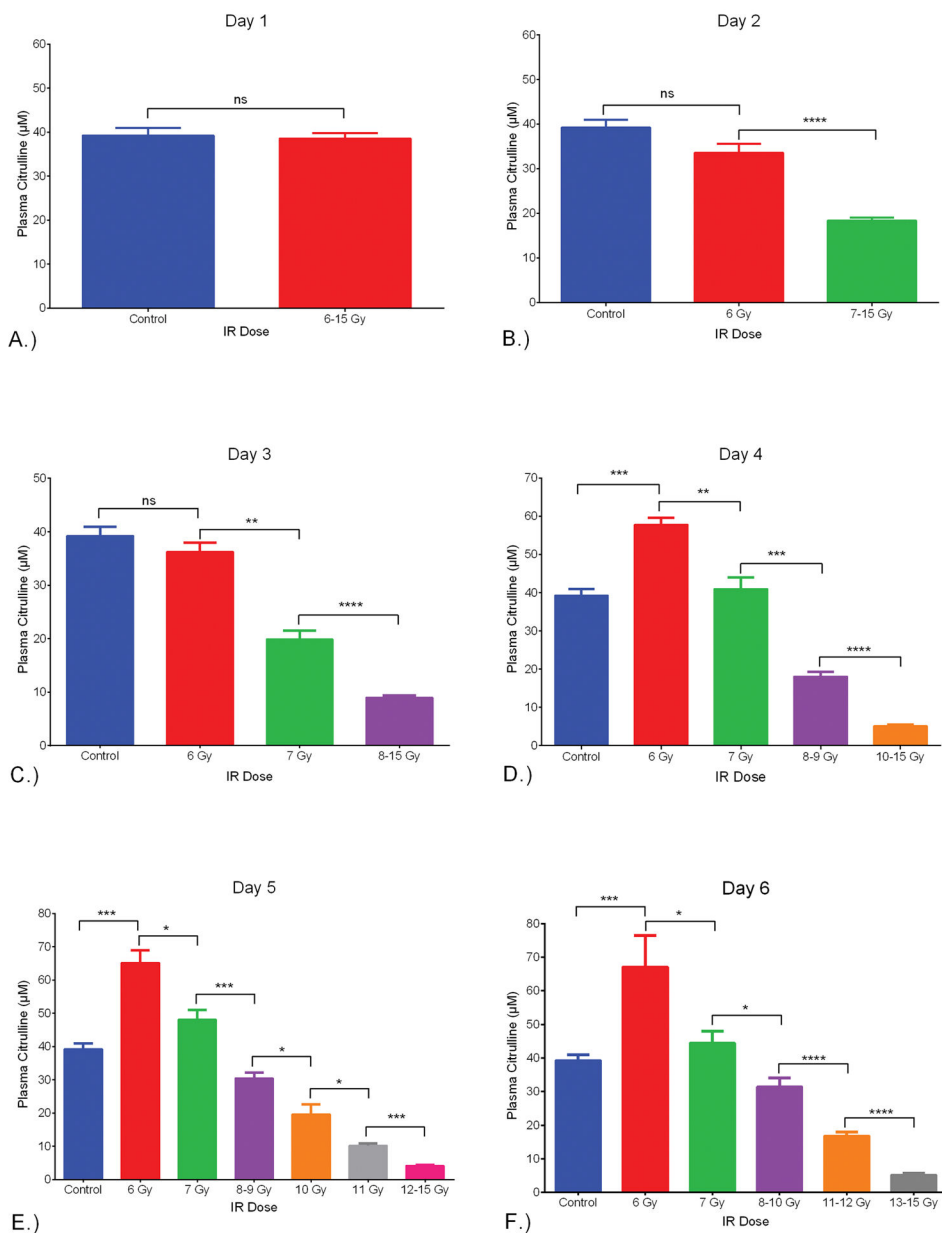 Day 1
60
50
40
30
20
10
0
Plasma Citrulline (µM)
ns
Control
6-15 Gy
IR Dose
A.)
Day 2
60
50
40
30
20
10
0
Plasma Citrulline (µM)
ns
****
Control
6 Gy
7-15 Gy
IR Dose
B.)
Day 3
50
40
30
20
10
0
Plasma Citrulline (µM)
ns
**
****
Control
6 Gy
7 Gy
8-15 Gy
IR Dose
C.)
Day 4
70
60
50
40
30
20
10
0
Plasma Citrulline (µM)
***
**
***
****
Control
6 Gy
7 Gy
8-9 Gy
10-15 Gy
IR Dose
D.)
Day 5
80
70
60
50
40
30
20
10
0
Plasma Citrulline (µM)
***
*
***
*
*
***
Control
6 Gy
7 Gy
8-9 Gy
10 Gy
11 Gy
12-15 Gy
IR Dose
E.)
Day 6
80
70
60
50
40
30
20
10
0
Plasma Citrulline (µM)
***
*
*
****
****
Control
6 Gy
7 Gy
8-10 Gy
11-12 Gy
13-15 Gy
IR Dose
F.)